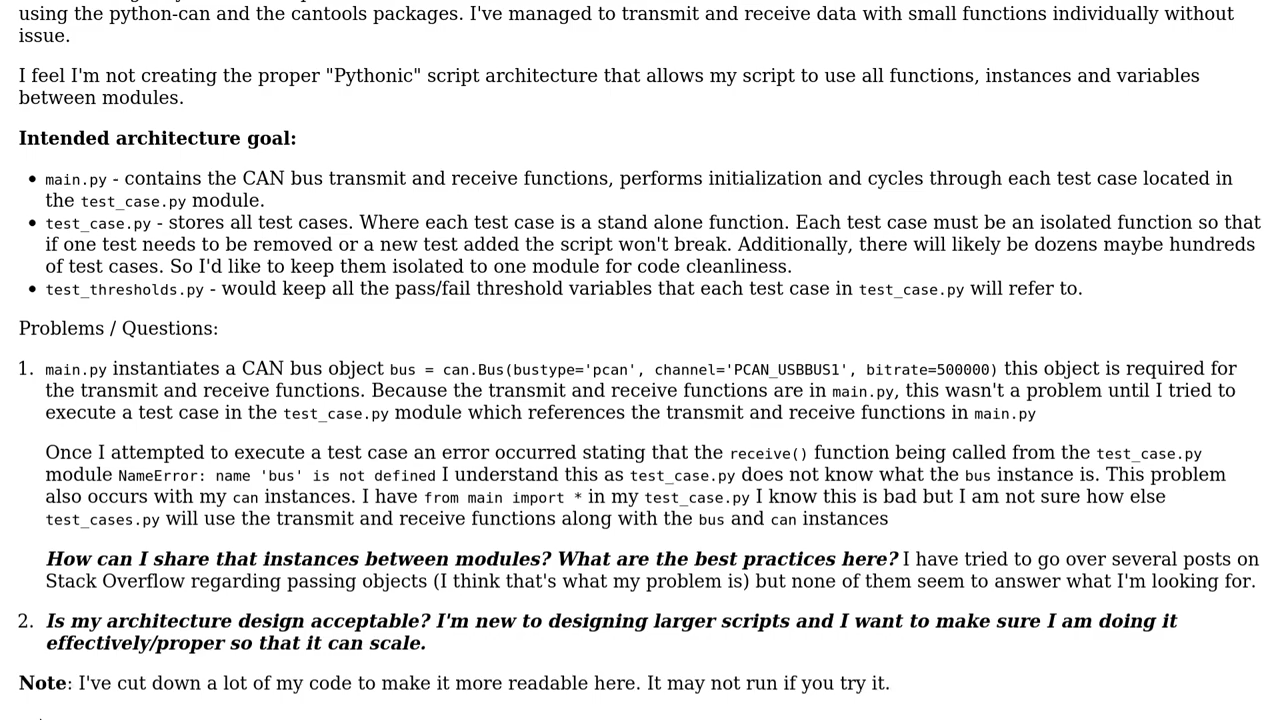 using the python-can and the cantools packages. I've managed to transmit and receive data with small functions individually without
issue.
I feel I'm not creating the proper "Pythonic" script architecture that allows my script to use all functions, instances and variables
between modules.
Intended architecture goal:
• main.py - contains the CAN bus transmit and receive functions, performs initialization and cycles through each test case located in
the test_case.py module.
• test_case.py - stores all test cases. Where each test case is a stand alone function. Each test case must be an isolated function so that
if one test needs to be removed or a new test added the script won't break. Additionally, there will likely be dozens maybe hundreds
of test cases. So I'd like to keep them isolated to one module for code cleanliness.
• test_thresholds.py - would keep all the pass/fail threshold variables that each test case in test_case.py will refer to.
Problems / Questions:
1. main.py instantiates a CAN bus object bus = can.Bus(bustype='pcan', channel='PCAN_USBBUS1', bitrate=500000) this object is required for
the transmit and receive functions. Because the transmit and receive functions are in main.py, this wasn't a problem until I tried to
execute a test case in the test_case.py module which references the transmit and receive functions in main.py
Once I attempted to execute a test case an error occurred stating that the receive() function being called from the test_case.py
module NameError: name 'bus' is not defined I understand this as test_case.py does not know what the bus instance is. This problem
also occurs with my can instances. I have from main import * in my test_case.py I know this is bad but I am not sure how else
test_cases.py will use the transmit and receive functions along with the bus and can instances
How can I share that instances between modules? What are the best practices here? I have tried to go over several posts on
Stack Overflow regarding passing objects (I think that's what my problem is) but none of them seem to answer what I'm looking for.
2. Is my architecture design acceptable? I'm new to designing larger scripts and I want to make sure I am doing it
effectively/proper so that it can scale.
Note: I've cut down a lot of my code to make it more readable here. It may not run if you try it.